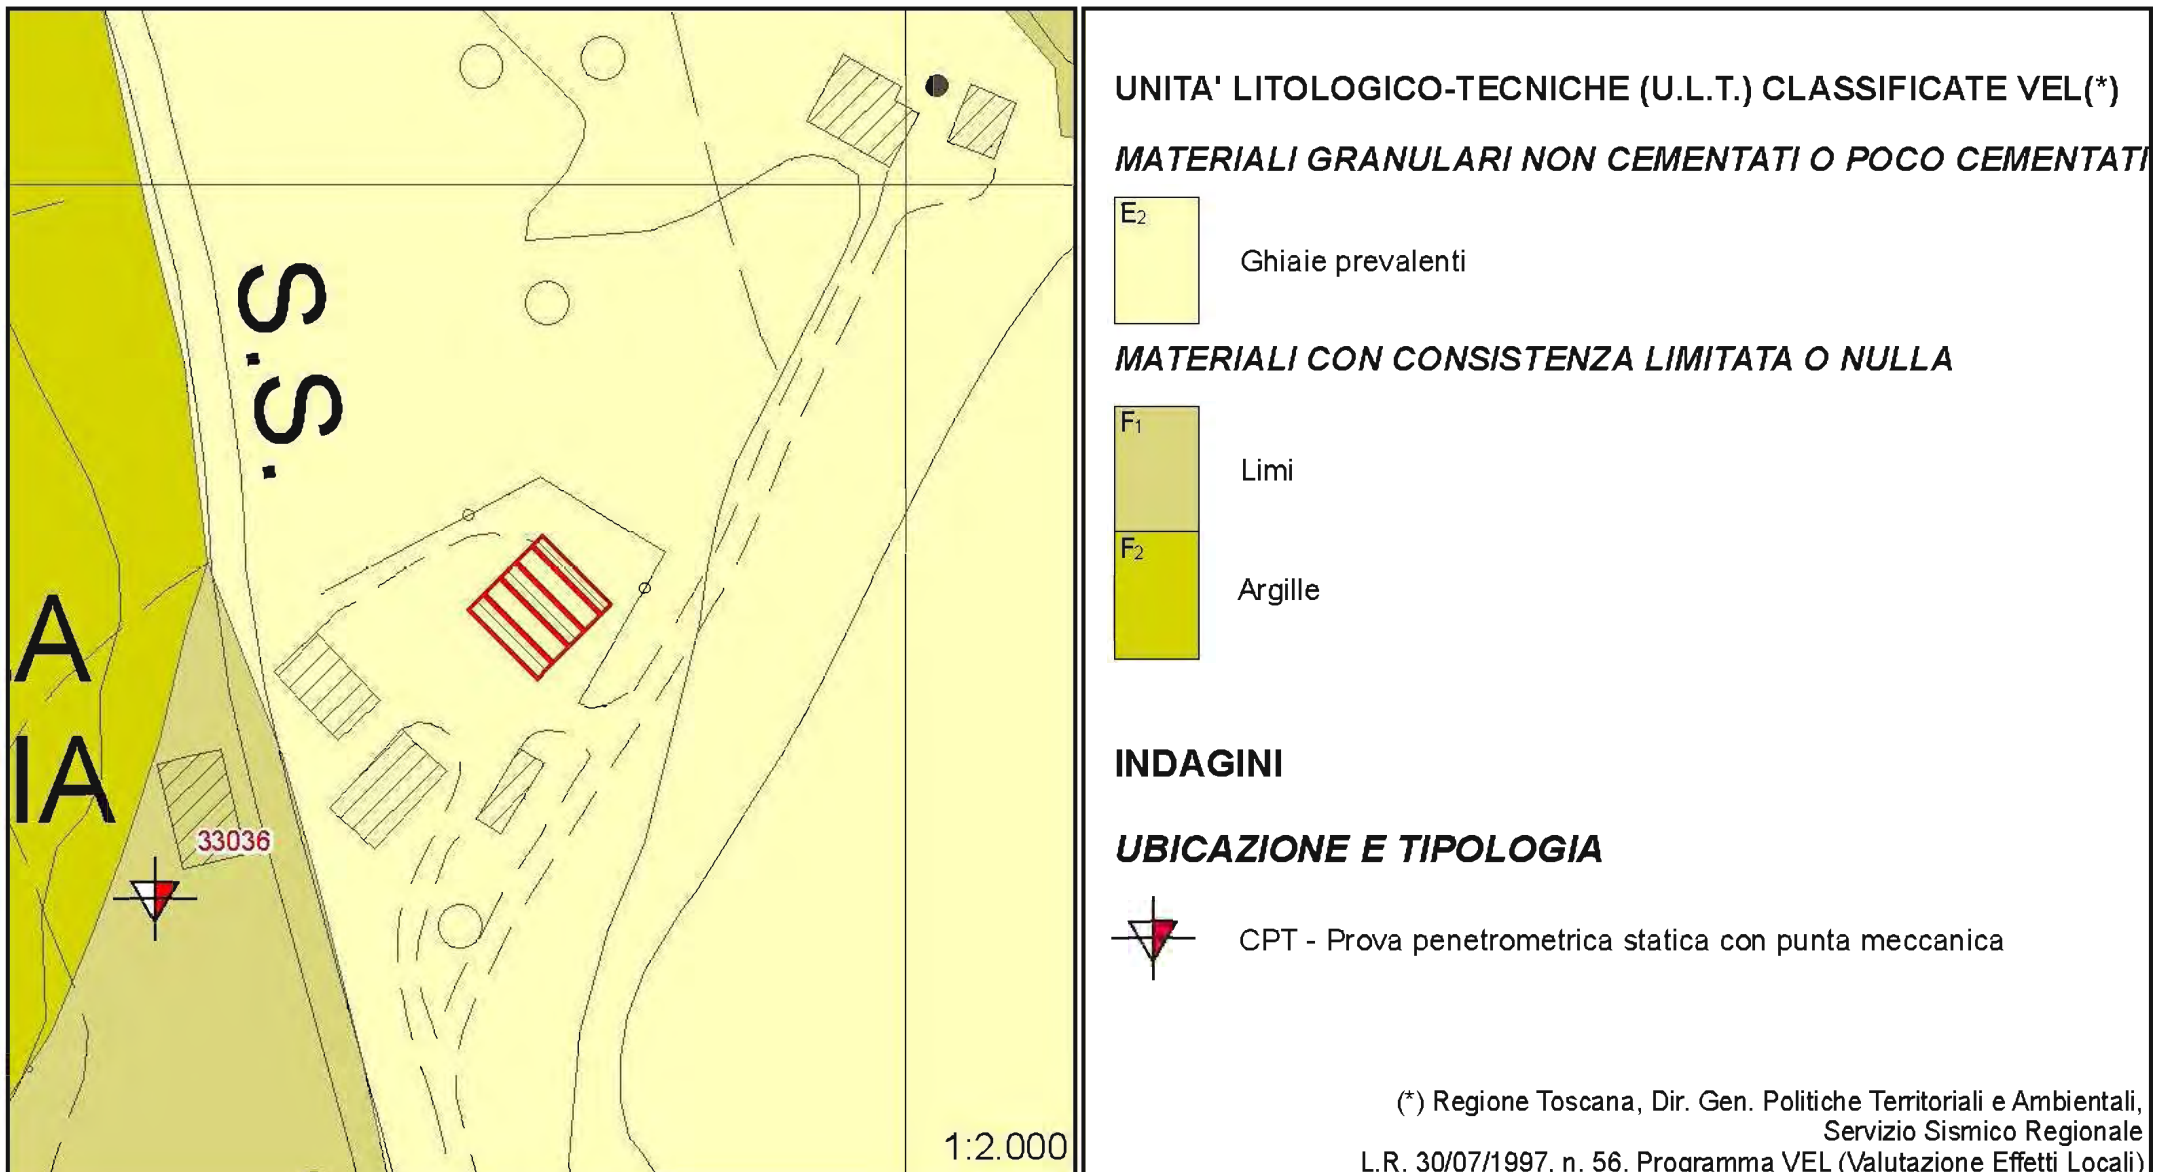 S.S.
A
IA
33036
1:2.000
UNITA' LITOLOGICO-TECNICHE (U.L.T.) CLASSIFICATE VEL(*)
MATERIALI GRANULARI NON CEMENTATI O POCO CEMENTATI
E2
Ghiaie prevalenti
MATERIALI CON CONSISTENZA LIMITATA O NULLA
F1
Limi
F2
Argille
INDAGINI
UBICAZIONE E TIPOLOGIA
CPT - Prova penetrometrica statica con punta meccanica
(*) Regione Toscana, Dir. Gen. Politiche Territoriali e Ambientali,
Servizio Sismico Regionale
L.R. 30/07/1997, n. 56, Programma VEL (Valutazione Effetti Locali)